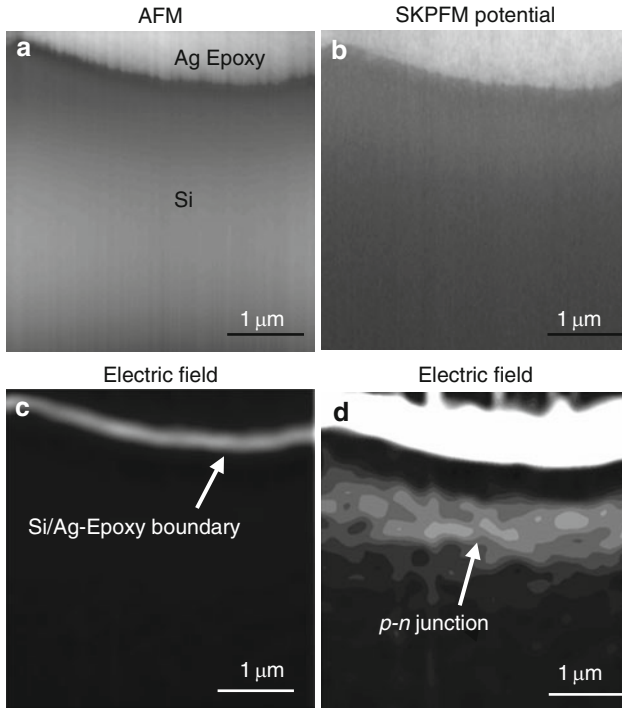 AFM
SKPFM potential
a
Ag Epoxy
Si
1 μm
b
1 μm
Electric field
Electric field
c
Si/Ag-Epoxy boundary
1 μm
d
p-n junction
1 μm